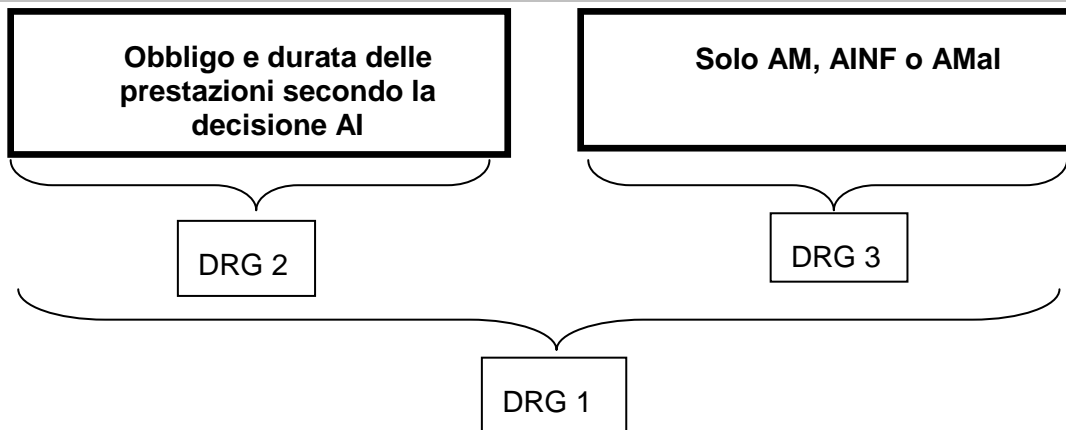 Obbligo e durata delle
prestazioni secondo la
decisione AI
Solo AM, AINF o AMal
DRG 2
DRG 3
DRG 1